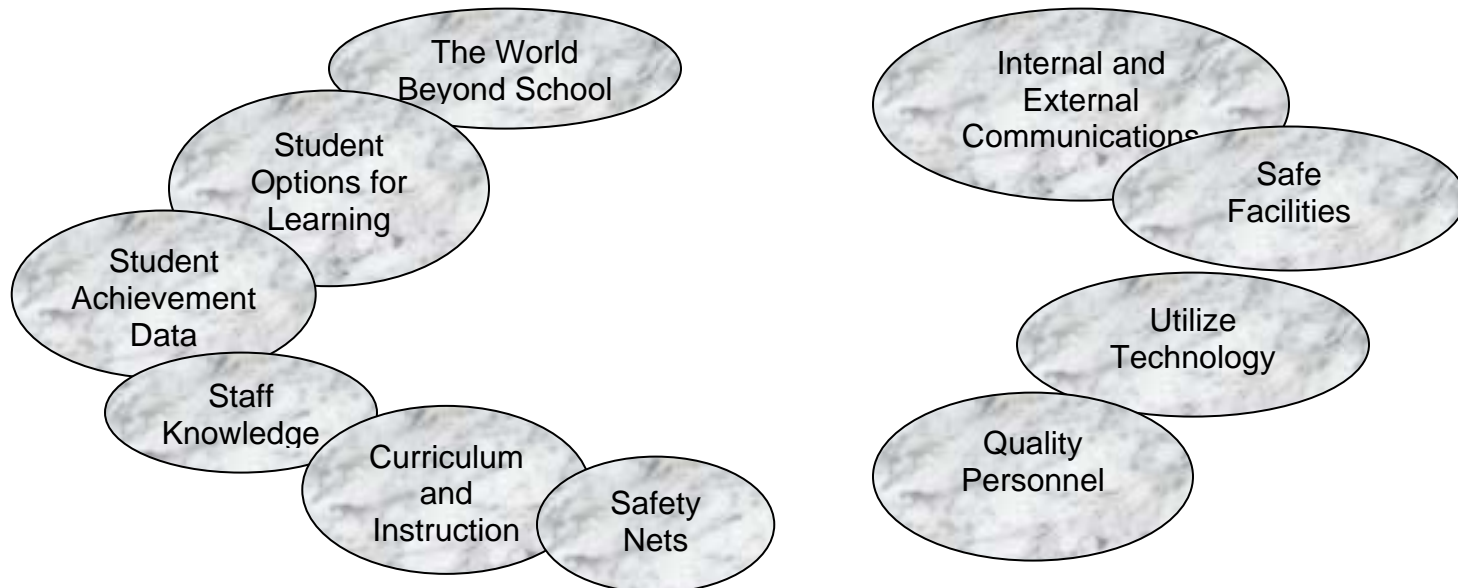 The World
Beyond School
Student
Options for
Learning
Student
Achievement
Data
Staff
Knowledge
Curriculum
and
Instruction
Safety
Nets
Internal and
External
Communications
Safe
Facilities
Utilize
Technology
Quality
Personnel